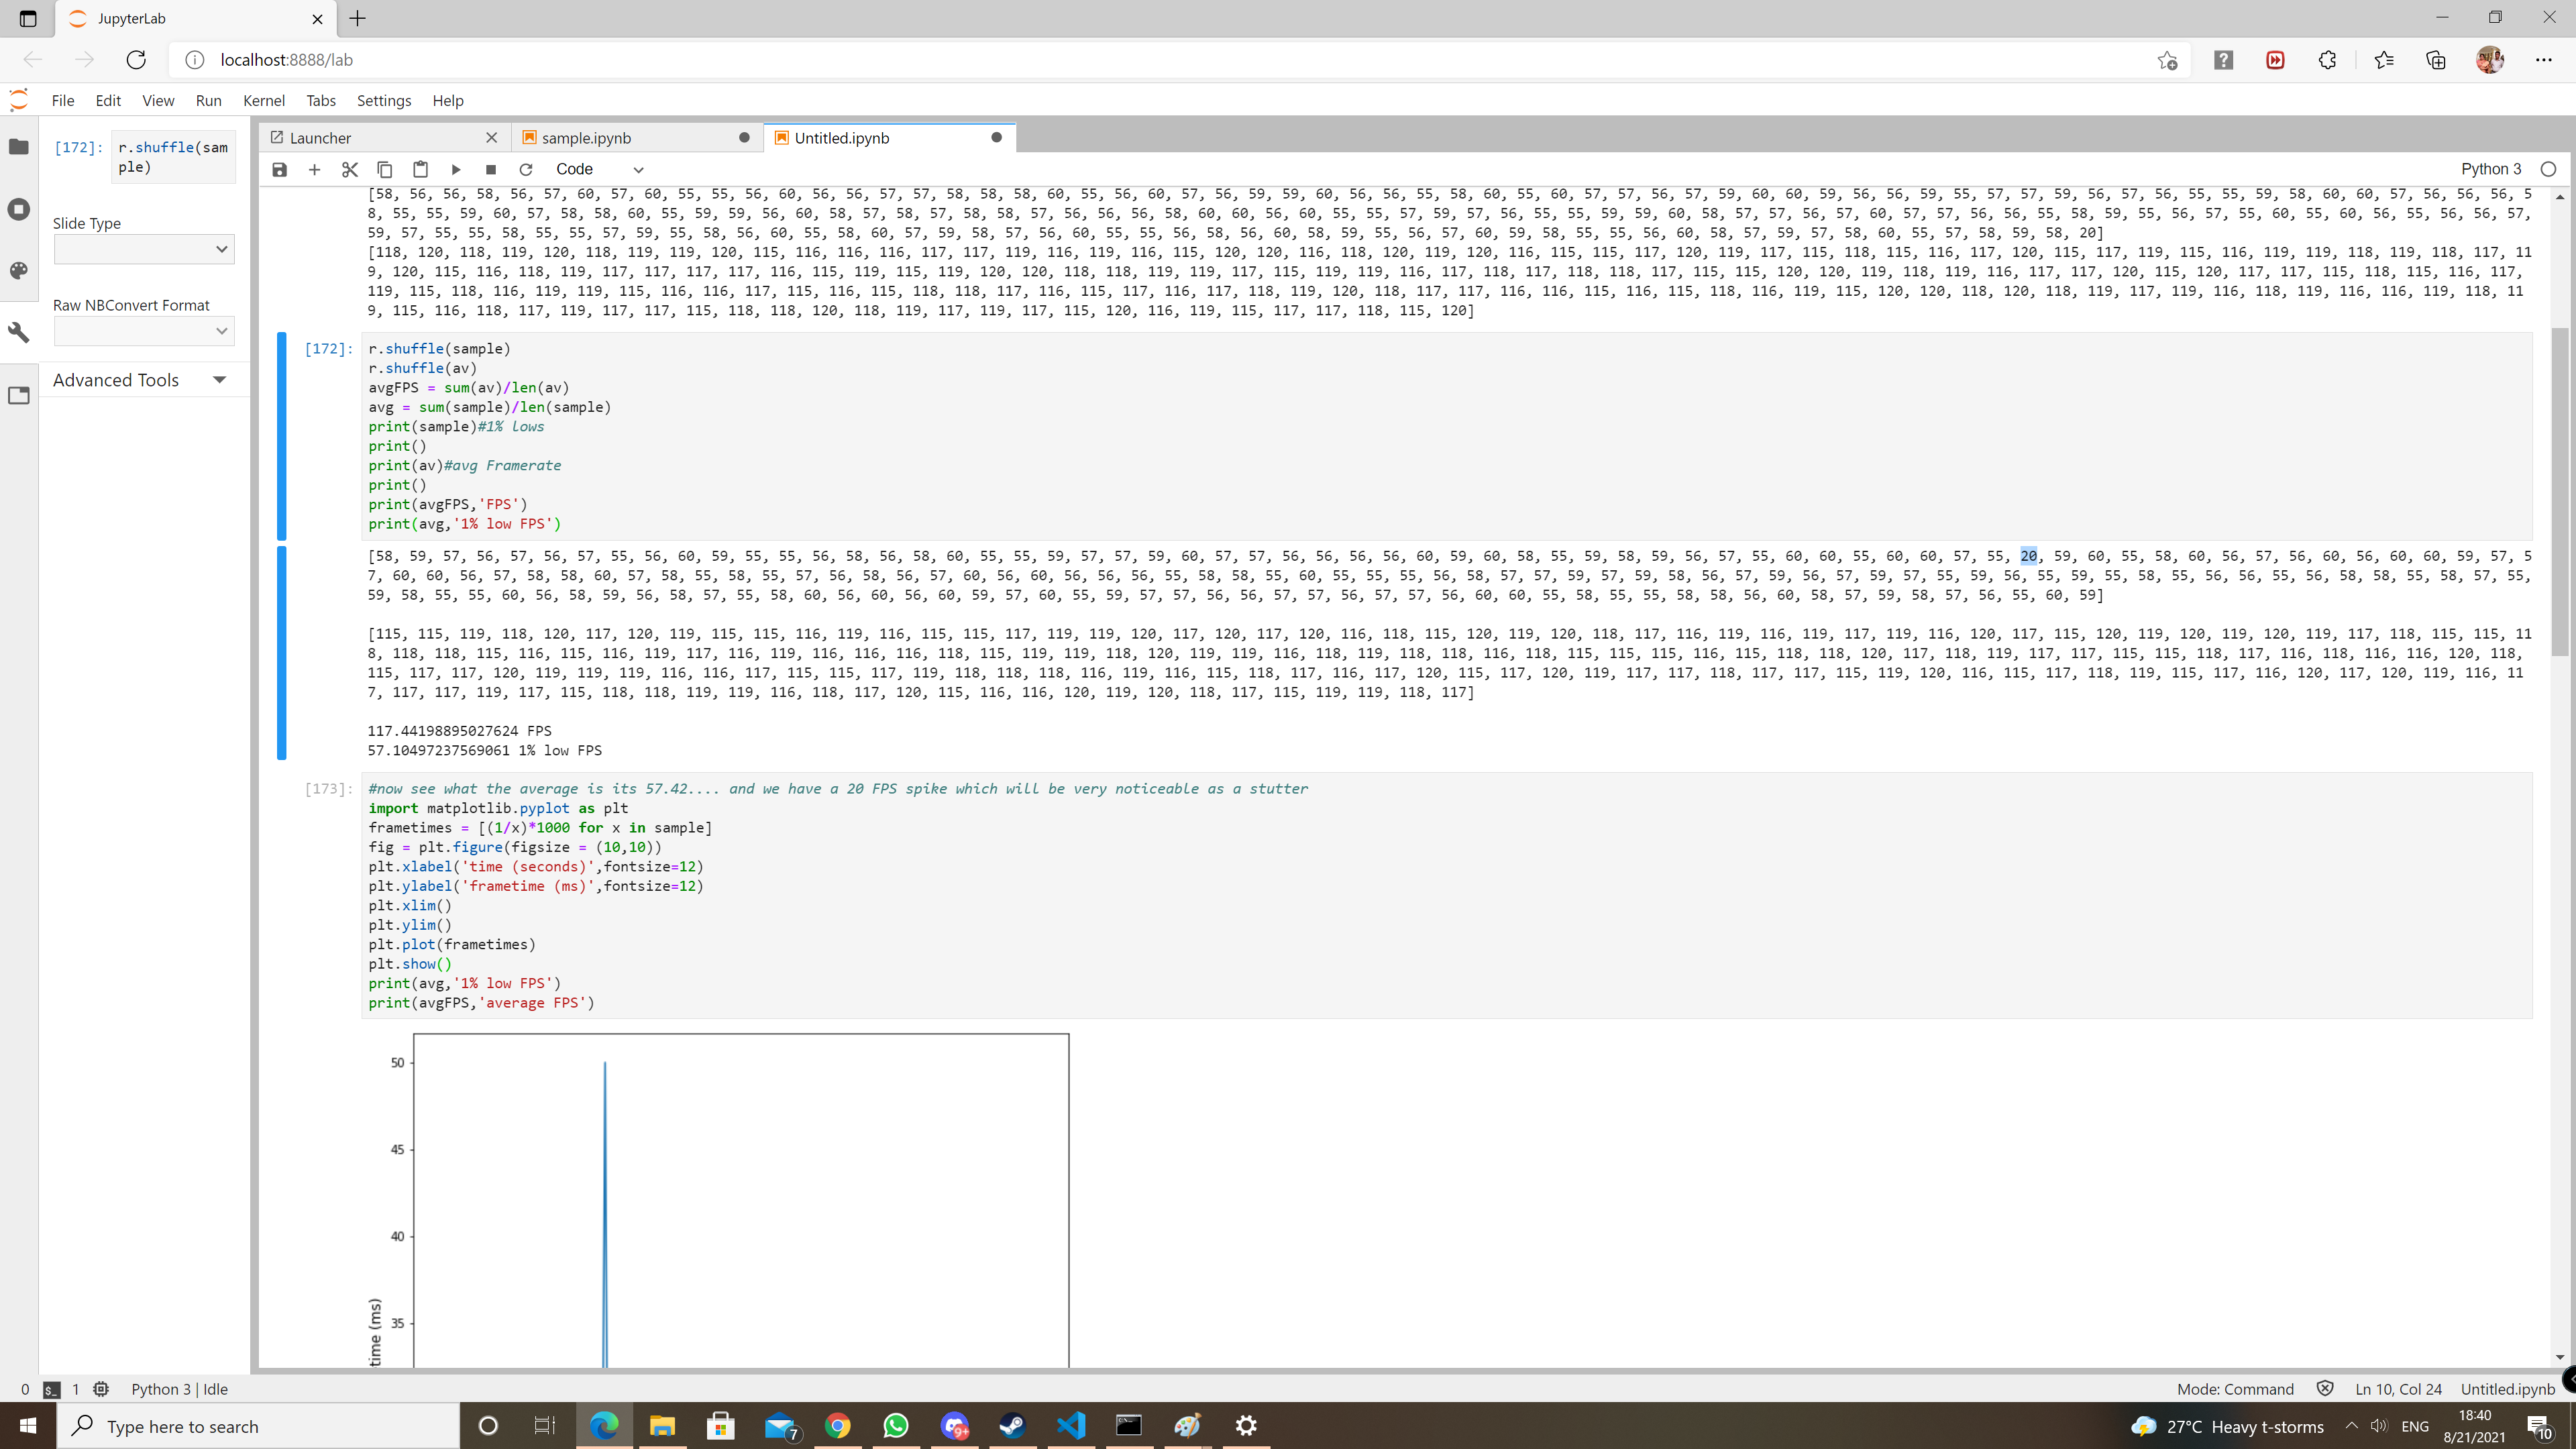 JupyterLab
localhost:8888/lab
File Edit View Run Kernel Tabs Settings Help
[172]: r.shuffle(sam
ple)
Slide Type
Raw NBConvert Format
Advanced Tools
Launcher
sample.ipynb
Untitled.ipynb
Code
Python 3
[58, 56, 56, 58, 56, 57, 60, 57, 60, 55, 55, 56, 60, 56, 56, 57, 57, 58, 58, 58, 60, 55, 56, 60, 57, 56, 59, 59, 60, 56, 56, 55, 58, 60, 55, 60, 57, 57, 56, 57, 59, 60, 60, 59, 56, 56, 59, 55, 57, 57, 59, 56, 57, 56, 55, 55, 59, 58, 60, 60, 57, 56, 56, 56, 5
8, 55, 55, 59, 60, 57, 58, 58, 60, 55, 59, 59, 56, 60, 58, 57, 58, 57, 58, 58, 57, 56, 56, 56, 58, 60, 60, 56, 60, 55, 55, 57, 59, 57, 56, 55, 55, 59, 59, 60, 58, 57, 57, 56, 57, 60, 57, 57, 56, 56, 55, 58, 59, 55, 56, 57, 55, 60, 55, 60, 56, 55, 56, 56, 57,
59, 57, 55, 55, 58, 55, 55, 57, 59, 55, 58, 56, 60, 55, 58, 60, 57, 59, 58, 57, 56, 60, 55, 55, 56, 58, 56, 60, 58, 59, 55, 56, 57, 60, 59, 58, 55, 55, 56, 60, 58, 57, 59, 57, 58, 60, 55, 57, 58, 59, 58, 20]
[118, 120, 118, 119, 120, 118, 119, 119, 120, 115, 116, 116, 116, 117, 117, 119, 116, 119, 116, 115, 120, 120, 116, 118, 120, 119, 120, 116, 115, 115, 117, 120, 119, 117, 115, 118, 115, 116, 117, 120, 115, 117, 119, 115, 116, 119, 119, 118, 119, 118, 117, 11
9, 120, 115, 116, 118, 119, 117, 117, 117, 117, 116, 115, 119, 115, 119, 120, 120, 118, 118, 119, 119, 117, 115, 119, 119, 116, 117, 118, 117, 118, 118, 117, 115, 115, 120, 120, 119, 118, 119, 116, 117, 117, 120, 115, 120, 117, 117, 115, 118, 115, 116, 117,
119, 115, 118, 116, 119, 119, 115, 116, 116, 117, 115, 116, 115, 118, 118, 117, 116, 115, 117, 116, 117, 118, 119, 120, 118, 117, 117, 116, 116, 115, 116, 115, 118, 116, 119, 115, 120, 120, 118, 120, 118, 119, 117, 119, 116, 118, 119, 116, 116, 119, 118, 11
9, 115, 116, 118, 117, 119, 117, 117, 115, 118, 118, 120, 118, 119, 117, 119, 117, 115, 120, 116, 119, 115, 117, 117, 118, 115, 120]
[172]: r.shuffle(sample)
r.shuffle(av)
avgFPS = sum(av)/len(av)
avg = sum(sample)/len(sample)
print(sample)#1% lows
print()
print(av)#avg Framerate
print()
print(avgFPS,'FPS')
print(avg,'1% low FPS')
[58, 59, 57, 56, 57, 56, 57, 55, 56, 60, 59, 55, 55, 56, 58, 56, 58, 60, 55, 55, 59, 57, 57, 59, 60, 57, 57, 56, 56, 56, 56, 60, 59, 60, 58, 55, 59, 58, 59, 56, 57, 55, 60, 60, 55, 60, 60, 57, 55, 20, 59, 60, 55, 58, 60, 56, 57, 56, 60, 56, 60, 60, 59, 57, 5
7, 60, 60, 56, 57, 58, 58, 60, 57, 58, 55, 58, 55, 57, 56, 58, 56, 57, 60, 56, 60, 56, 56, 56, 55, 58, 58, 55, 60, 55, 55, 55, 56, 58, 57, 57, 59, 57, 59, 58, 56, 57, 59, 56, 57, 59, 57, 55, 59, 56, 55, 59, 55, 58, 55, 56, 56, 55, 56, 58, 58, 55, 58, 57, 55,
59, 58, 55, 55, 60, 56, 58, 59, 56, 58, 57, 55, 58, 60, 56, 60, 56, 60, 59, 57, 60, 55, 59, 57, 57, 56, 56, 57, 57, 56, 57, 57, 56, 60, 60, 55, 58, 55, 55, 58, 58, 56, 60, 58, 57, 59, 58, 57, 56, 55, 60, 59]
[115, 115, 119, 118, 120, 117, 120, 119, 115, 115, 116, 119, 116, 115, 115, 117, 119, 119, 120, 117, 120, 117, 120, 116, 118, 115, 120, 119, 120, 118, 117, 116, 119, 116, 119, 117, 119, 116, 120, 117, 115, 120, 119, 120, 119, 120, 119, 117, 118, 115, 115, 11
8, 118, 118, 115, 116, 115, 116, 119, 117, 116, 119, 116, 116, 118, 115, 119, 119, 118, 120, 119, 119, 116, 118, 119, 118, 118, 116, 118, 115, 115, 115, 116, 115, 118, 118, 120, 117, 118, 119, 117, 117, 115, 115, 118, 117, 116, 118, 116, 116, 120, 118,
115, 117, 117, 120, 119, 119, 119, 116, 116, 117, 115, 115, 117, 119, 118, 118, 118, 116, 119, 116, 115, 118, 117, 116, 117, 120, 115, 117, 120, 119, 117, 117, 118, 117, 117, 115, 119, 120, 116, 115, 117, 118, 119, 115, 117, 116, 120, 117, 120, 119, 116, 11
7, 117, 117, 119, 117, 115, 118, 118, 119, 119, 116, 118, 117, 120, 115, 116, 116, 120, 119, 120, 118, 117, 115, 119, 119, 118, 117]
117.44198895027624 FPS
57.10497237569061 1% low FPS
[173]: #now see what the average is its 57.42.... and we have a 20 FPS spike which will be very noticeable as a stutter
import matplotlib.pyplot as plt
frametimes = [(1/x)*1000 for x in sample]
fig = plt.figure(figsize = (10,10))
plt.xlabel('time (seconds)',fontsize=12)
plt.ylabel('frametime (ms)',fontsize=12)
plt.xlim()
plt.ylim()
plt.plot(frametimes)
plt.show()
print(avg,'1% low FPS')
print(avgFPS,'average FPS')
50
45
40
35
time (ms)
0 1 Python 3 | Idle
Mode: Command Ln 10, Col 24 Untitled.ipynb
Type here to search
7
9+
27°C Heavy t-storms
ENG
18:40
8/21/2021
10